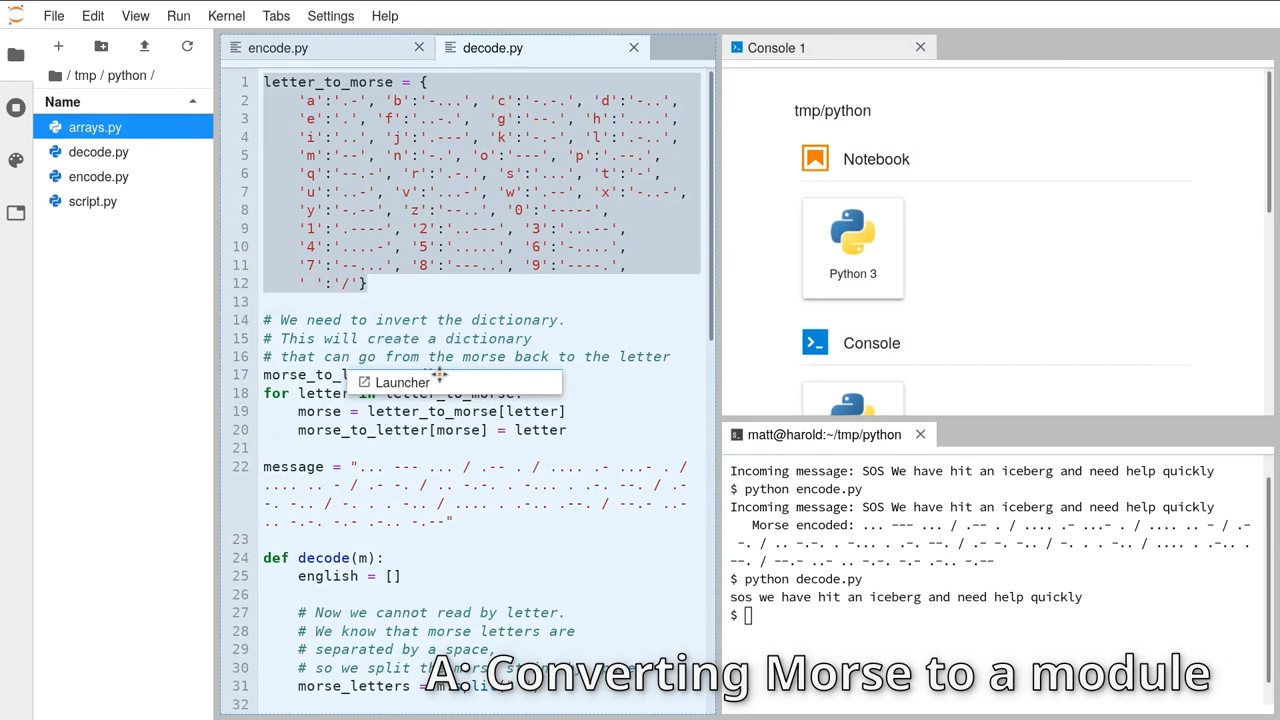 File Edit View Run Kernel Tabs Settings Help
/ tmp / python /
Name
arrays.py
decode.py
encode.py
script.py
encode.py
decode.py
1 letter_to_morse = {
2 'a':'.-', 'b':'-...', 'c':'-.-.', 'd':'-..',
3 'e':'.', 'f':'..-.', 'g':'--.', 'h':'....',
4 'i':'..', 'j':'.---', 'k':'-.-', 'l':'.-..',
5 'm':'--', 'n':'-.', 'o':'---', 'p':'.--.',
6 'q':'--.-', 'r':'.-.', 's':'...', 't':'-',
7 'u':'..-', 'v':'...-', 'w':'.--', 'x':'-..-',
8 'y':'-.--', 'z':'--..', '0':'-----',
9 '1':'.----', '2':'..---', '3':'...--',
10 '4':'....-', '5':'.....', '6':'-....',
11 '7':'--...', '8':'---..', '9':'----.',
12 ' ':'/'}
13
14 # We need to invert the dictionary.
15 # This will create a dictionary
16 # that can go from the morse back to the letter
17 morse_to_l
Launcher
18 for letter in letter_to_morse:
19 morse = letter_to_morse[letter]
20 morse_to_letter[morse] = letter
21
22 message = "... --- ... / .-- . / .... .- ...- . /
.... .. - / .- -. / .. -.-. . -... . .-. --. / .-
-. -.. / -. . . -.. / .... . .-.. .--. / --.- ..-
.. -.-. -.- .-.. -.--"
23
24 def decode(m):
25 english = []
26
27 # Now we cannot read by letter.
28 # We know that morse letters are
29 # separated by a space,
30 # so we split th
31 morse_letters =
32
Console 1
tmp/python
Notebook
Python 3
Console
matt@harold:~/tmp/python
Incoming message: SOS We have hit an iceberg and need help quickly
$ python encode.py
Incoming message: SOS We have hit an iceberg and need help quickly
Morse encoded: ... --- ... / .-- . / .... .- ...- . / .... .. - / .-
-. / .. -.-. . -... . .-. --. / .- -. -.. / -. . . -.. / .... . .-.. .
--. / --.- ..- .. -.-. -.- .-.. -.--
$ python decode.py
sos we have hit an iceberg and need help quickly
$
A: Converting Morse to a module